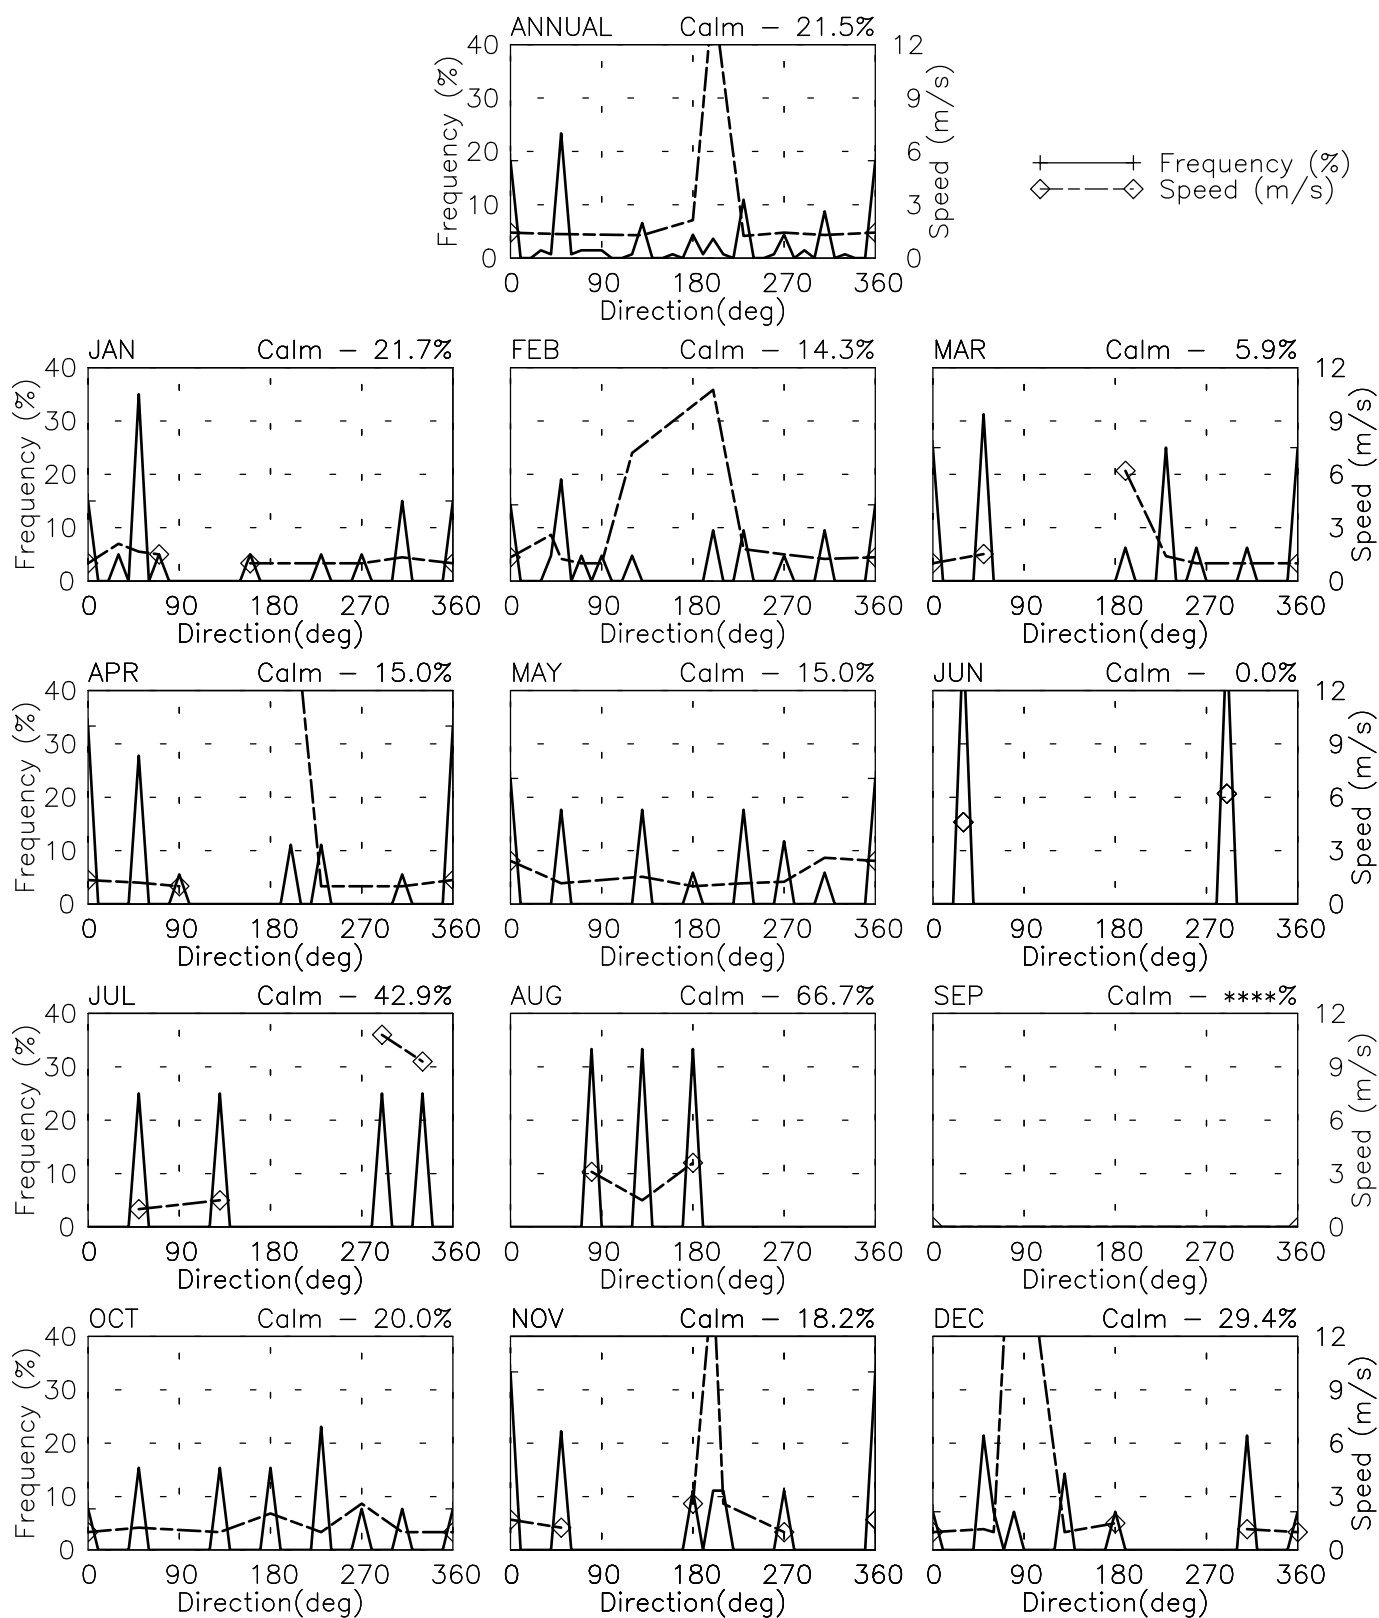 ANNUAL Calm - 21.5%
40 30 20 10 0
Frequency (%)
12 9 6 3 0
Speed (m/s)
0 90 180 270 360
Direction(deg)
Frequency (%)
Speed (m/s)
JAN Calm - 21.7%
40 30 20 10 0
Frequency (%)
0 90 180 270 360
Direction(deg)
FEB Calm - 14.3%
0 90 180 270 360
Direction(deg)
MAR Calm - 5.9%
12 9 6 3 0
Speed (m/s)
0 90 180 270 360
Direction(deg)
APR Calm - 15.0%
40 30 20 10 0
Frequency (%)
0 90 180 270 360
Direction(deg)
MAY Calm - 15.0%
0 90 180 270 360
Direction(deg)
JUN Calm - 0.0%
12 9 6 3 0
Speed (m/s)
0 90 180 270 360
Direction(deg)
JUL Calm - 42.9%
40 30 20 10 0
Frequency (%)
0 90 180 270 360
Direction(deg)
AUG Calm - 66.7%
0 90 180 270 360
Direction(deg)
SEP Calm - ****%
12 9 6 3 0
Speed (m/s)
0 90 180 270 360
Direction(deg)
OCT Calm - 20.0%
40 30 20 10 0
Frequency (%)
0 90 180 270 360
Direction(deg)
NOV Calm - 18.2%
0 90 180 270 360
Direction(deg)
DEC Calm - 29.4%
12 9 6 3 0
Speed (m/s)
0 90 180 270 360
Direction(deg)